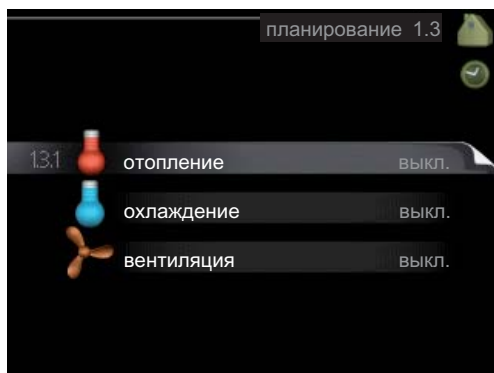 планирование 1.3
1.3.1 отопление выкл.
охлаждение выкл.
вентиляция выкл.